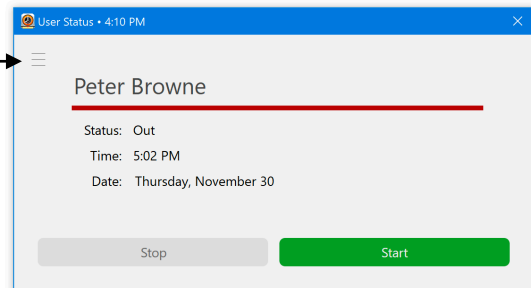 User Status • 4:10 PM
Peter Browne
Status: Out
Time: 5:02 PM
Date: Thursday, November 30
Stop Start